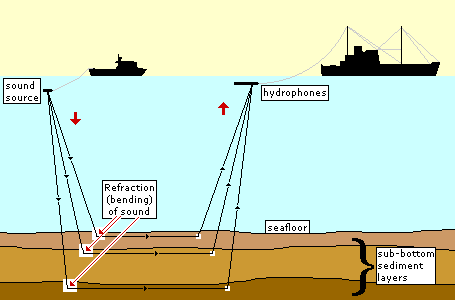 sound
source
hydrophones
Refraction
(bending)
of sound
seafloor
sub-bottom
sediment
layers